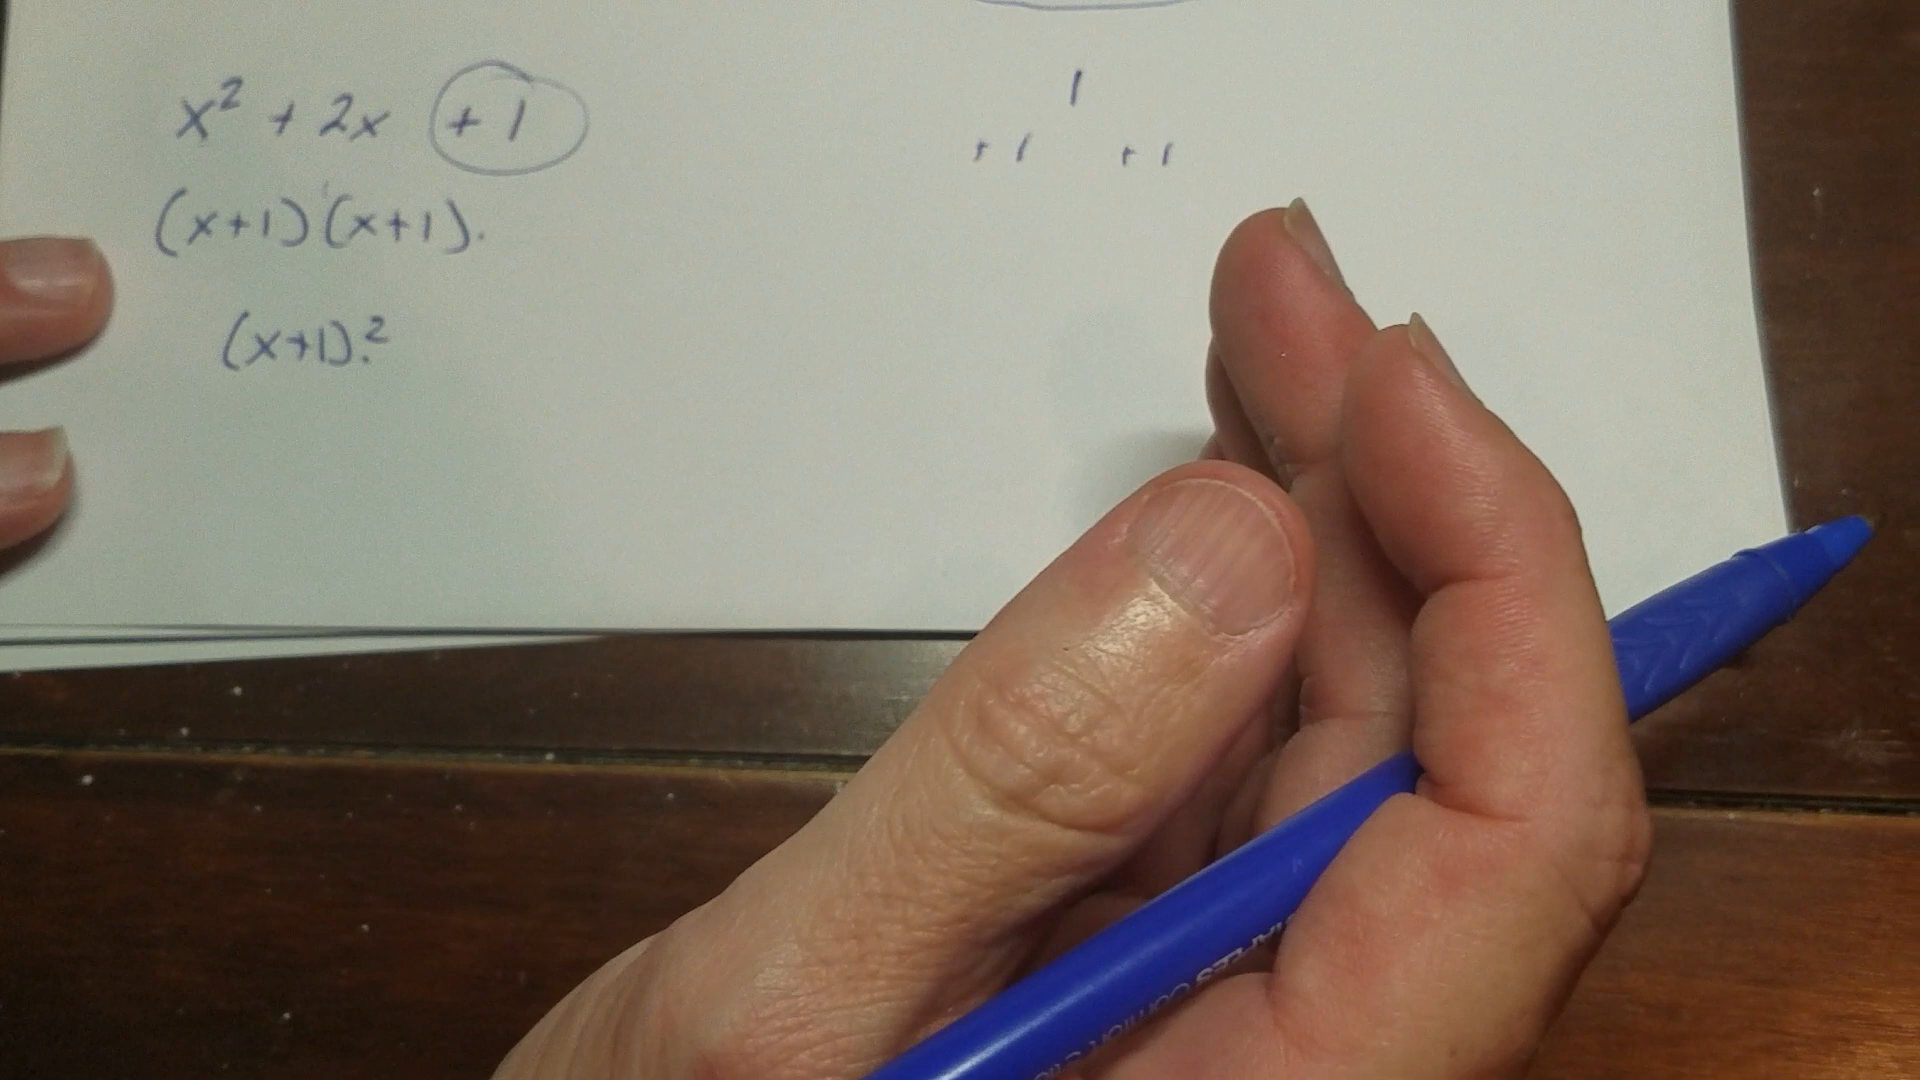 x² + 2x + 1
(x+1)(x+1).
(x+1).²
1
+1 +1